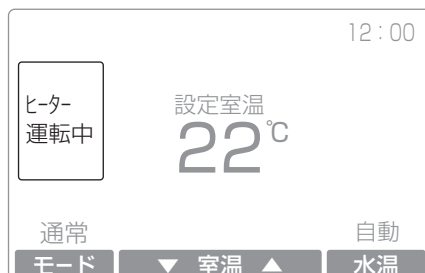 12:00
ﾋｰﾀｰ
運転中
設定室温
22℃
通常
自動
モード
▼ 室温 ▲
水温